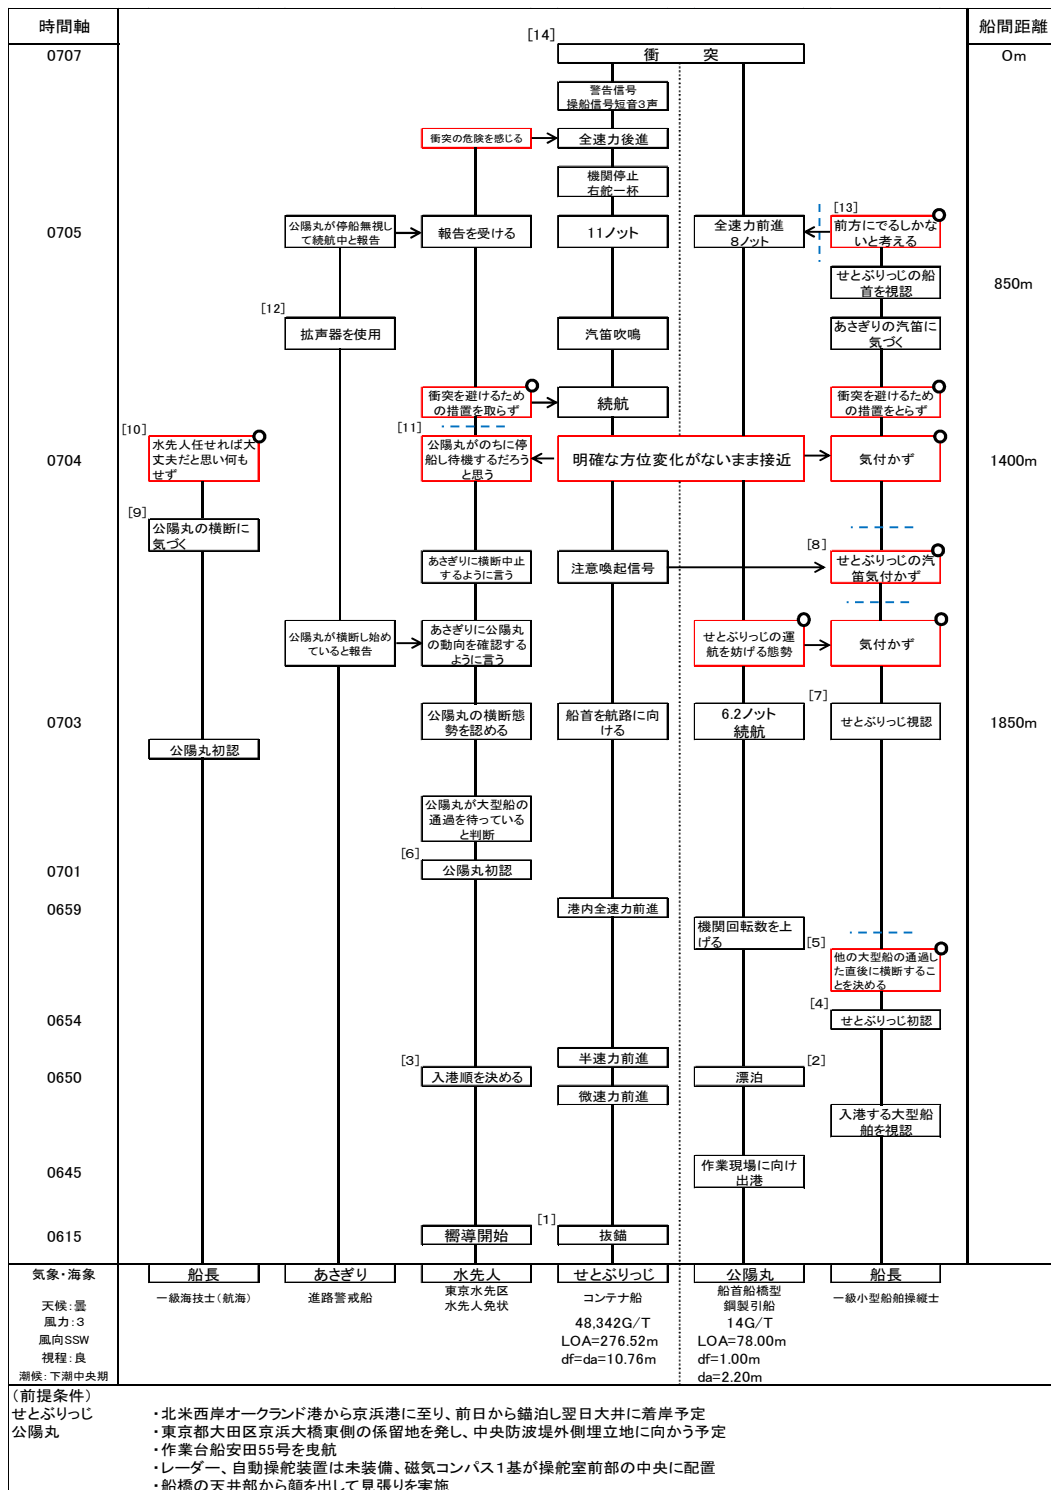 時間軸
船間距離
0707
[14]
衝　突
0m
警告信号
操船信号短音3声
衝突の危険を感じる
全速力後進
機関停止
右舵一杯
0705
公陽丸が停船無視し
て続航中と報告
報告を受ける
11ノット
全速力前進
8ノット
[13]
前方にでるしかな
いと考える
せとぶりっじの船
首を視認
850m
[12]
拡声器を使用
汽笛吹鳴
あさぎりの汽笛に
気づく
衝突を避けるため
の措置を取らず
続航
衝突を避けるため
の措置をとらず
0704
[10]
水先人任せれば大
丈夫だと思い何も
せず
[11]
公陽丸がのちに停
船し待機するだろう
と思う
明確な方位変化がないまま接近
気付かず
1400m
[9]
公陽丸の横断に
気づく
あさぎりに横断中止
するように言う
注意喚起信号
[8]
せとぶりっじの汽
笛気付かず
公陽丸が横断し始め
ていると報告
あさぎりに公陽丸
の動向を確認する
ように言う
せとぶりっじの運
航を妨げる態勢
気付かず
0703
公陽丸の横断態
勢を認める
船首を航路に向
ける
6.2ノット
続航
[7]
せとぶりっじ視認
1850m
公陽丸初認
公陽丸が大型船の
通過を待っている
と判断
0701
[6]
公陽丸初認
0659
港内全速力前進
機関回転数を上
げる
[5]
他の大型船の通過し
た直後に横断するこ
とを決める
0654
[4]
せとぶりっじ初認
半速力前進
0650
[3]
入港順を決める
漂泊
[2]
微速力前進
入港する大型船
舶を視認
0645
作業現場に向け
出港
0615
嚮導開始
[1]
抜錨
気象・海象
船長
あさぎり
水先人
せとぶりっじ
公陽丸
船長
一級海技士(航海)
進路警戒船
東京水先区
水先人免状
コンテナ船
船首船橋型
鋼製引船
一級小型船舶操縦士
天候：曇
風力：3
風向SSW
視程：良
潮候：下潮中央期
48,342G/T
LOA=276.52m
df=da=10.76m
14G/T
LOA=78.00m
df=1.00m
da=2.20m
(前提条件)
せとぶりっじ　・北米西岸オークランド港から京浜港に至り、前日から錨泊し翌日大井に着岸予定
公陽丸　・東京都大田区京浜大橋東側の係留地を発し、中央防波堤外側埋立地に向かう予定
・作業台船安田55号を曳航
・レーダー、自動操舵装置は未装備、磁気コンパス1基が操舵室前部の中央に配置
・船橋の天井部から顔を出して見張りを実施